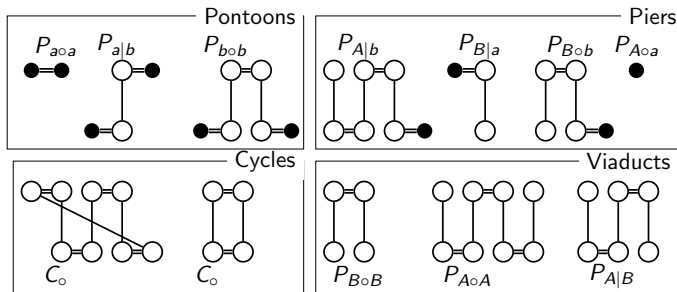 Pontoons
P_{a∘a} P_{a|b} P_{b∘b}
Piers
P_{A|b} P_{B|a} P_{B∘b} P_{A∘a}
Cycles
C_∘ C_∘
Viaducts
P_{B∘B} P_{A∘A} P_{A|B}